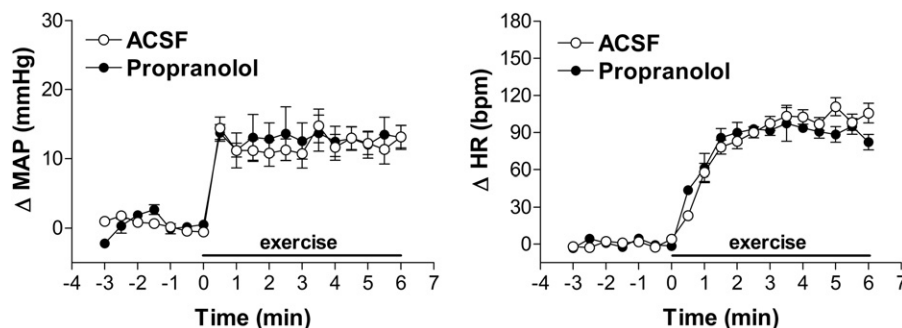 30
20
10
0
Δ MAP (mmHg)
ACSF
Propranolol
exercise
-4 -3 -2 -1 0 1 2 3 4 5 6 7
Time (min)
180
150
120
90
60
30
0
-30
Δ HR (bpm)
ACSF
Propranolol
exercise
-4 -3 -2 -1 0 1 2 3 4 5 6 7
Time (min)